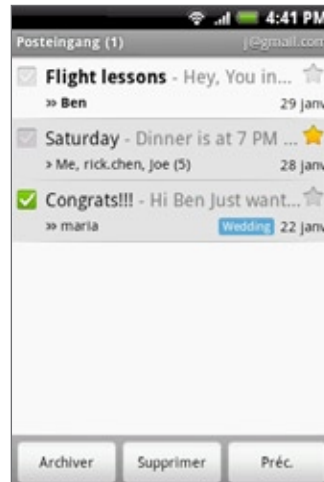 4:41 PM
Posteingang (1) j@gmail.com
Flight lessons - Hey, You in...
» Ben 29 janv
Saturday - Dinner is at 7 PM ...
› Me, rick.chen, Joe (5) 28 janv
Congrats!!! - Hi Ben Just want...
» maria Wedding 22 janv
Archiver Supprimer Préc.